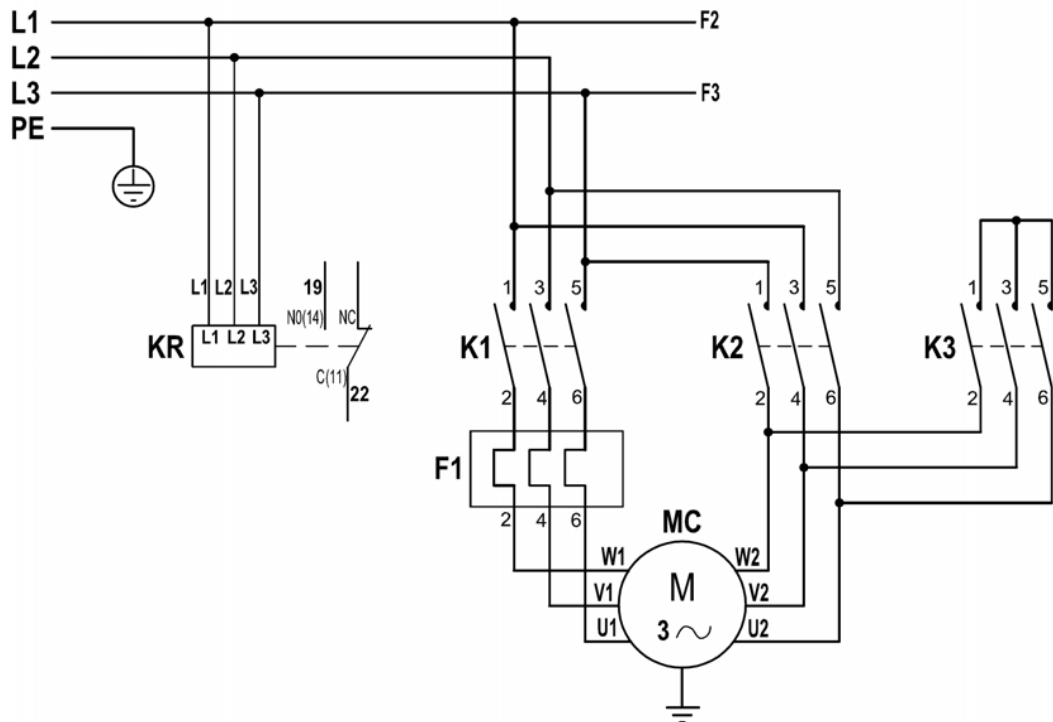 L1 F2
L2
L3 F3
PE
L1 L2 L3 19 1 3 5 1 3 5 1 3 5
N0(14) NC
KR L1 L2 L3 K1 K2 K3
C(11)
22 2 4 6 2 4 6 2 4 6
F1
2 4 6 MC
W1 W2
M
V1 V2
3
U1 U2